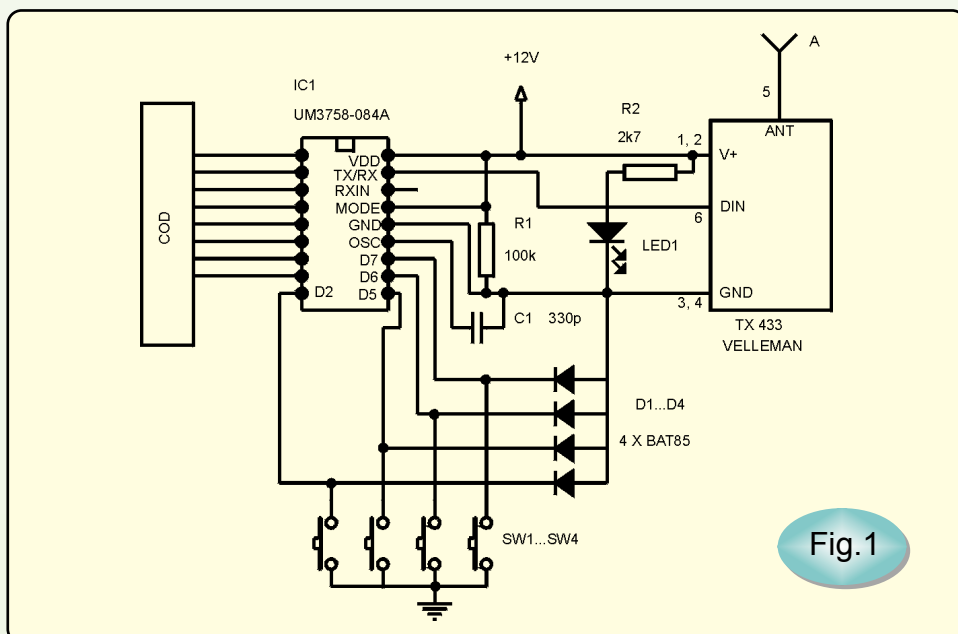 A
+12V
5
IC1
UM3758-084A
R2
2k7
1, 2
ANT
VDD
V+
TX/RX
RXIN
MODE
DIN
6
GND
R1
LED1
COD
OSC
100k
D7
D6
D2
D5
GND
3, 4
C1
330p
TX 433
VELLEMAN
D1...D4
4 X BAT85
SW1...SW4
Fig.1